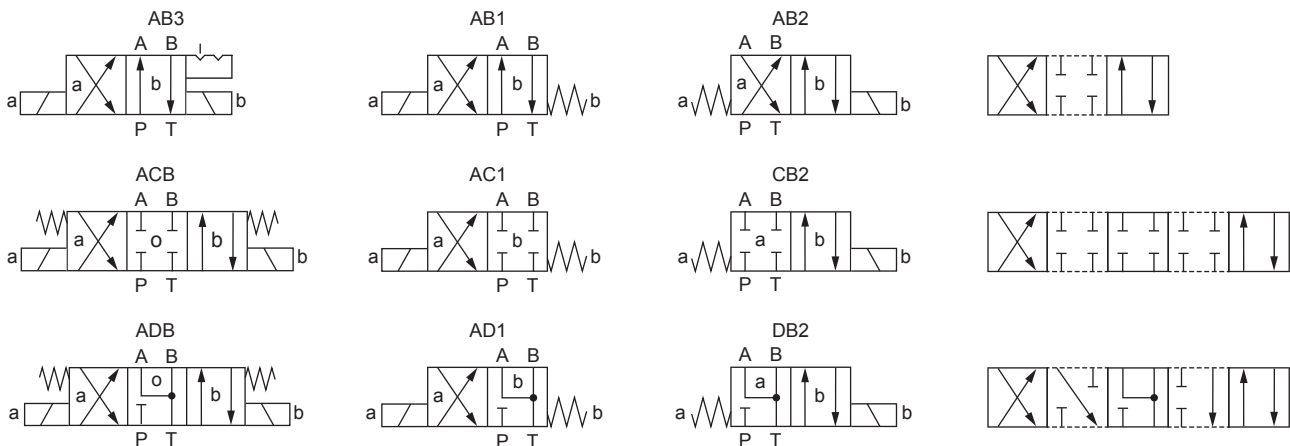 AB3 AB1 AB2
A B A B A B
a a b b a b b a a b b
P T P T P T
ACB AC1 CB2
A B A B A B
a a o b b a a b b a a b b
P T P T P T
ADB AD1 DB2
A B A B A B
a a o b b a a b b a a b b
P T P T P T